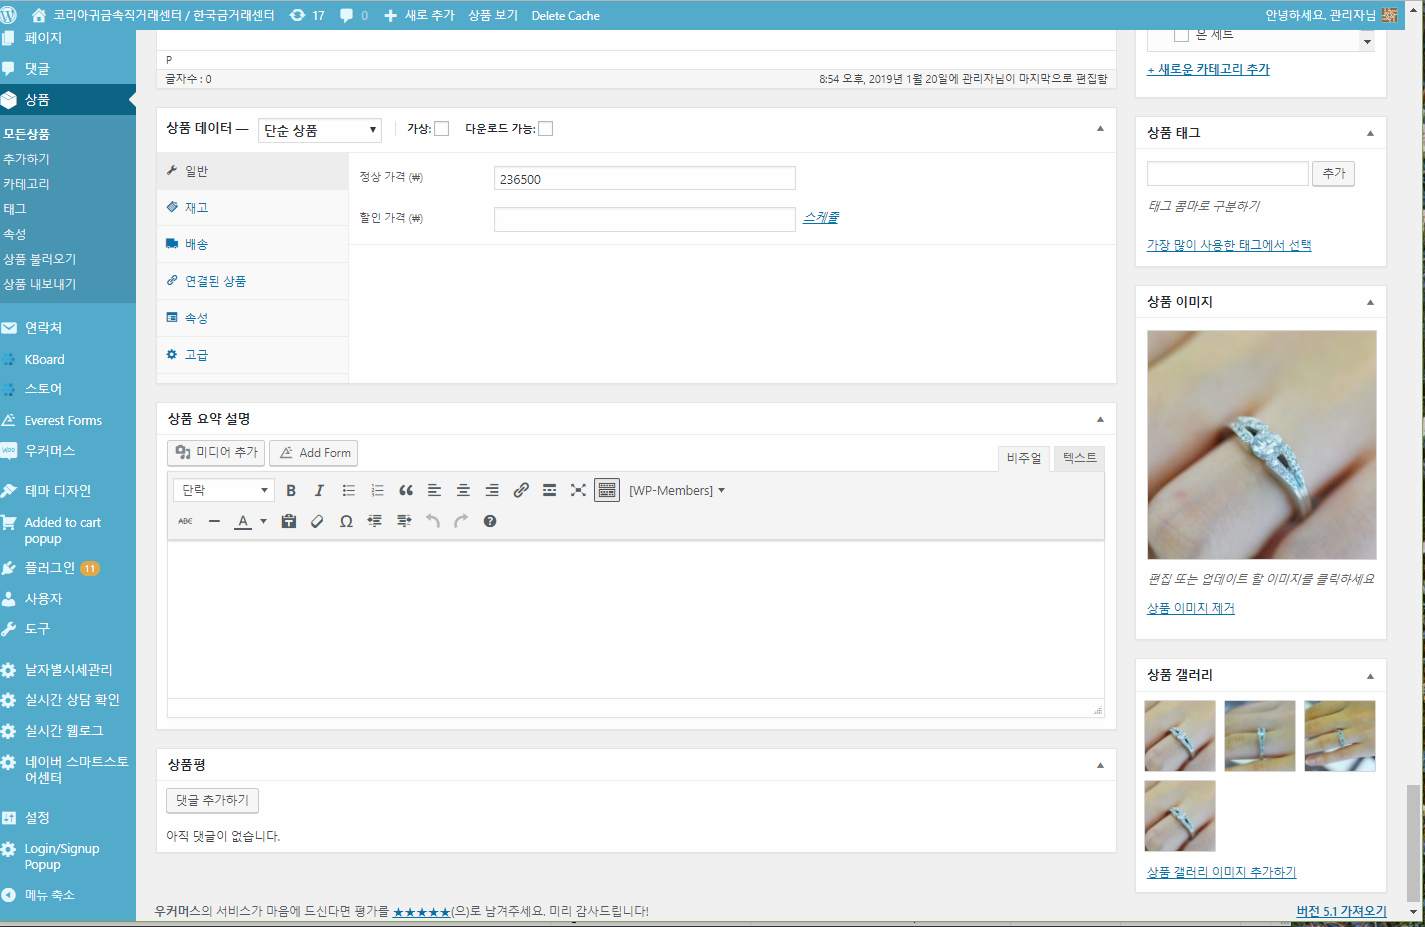 코리아귀금속직거래센터 / 한국금거래센터 17 0 새로 추가 상품 보기 Delete Cache 안녕하세요, 관리자님
페이지
댓글
상품
모든상품
추가하기
카테고리
태그
속성
상품 불러오기
상품 내보내기
연락처
KBoard
스토어
Everest Forms
우커머스
테마 디자인
Added to cart
popup
플러그인 11
사용자
도구
날자별시세관리
실시간 상담 확인
실시간 웹로그
네이버 스마트스토
어센터
설정
Login/Signup
Popup
메뉴 축소
P
글자수 : 0 8:54 오후, 2019년 1월 20일에 관리자님이 마지막으로 편집함
상품 데이터 — 단순 상품 가상: 다운로드 가능:
일반
재고
배송
연결된 상품
속성
고급
정상 가격 (₩) 236500
할인 가격 (₩) 스케쥴
상품 요약 설명
미디어 추가 Add Form 비주얼 텍스트
단락 B I [WP-Members]
ABC A Ω
상품평
댓글 추가하기
아직 댓글이 없습니다.
우커머스의 서비스가 마음에 드신다면 평가를 ★★★★★(으)로 남겨주세요. 미리 감사드립니다!
은 세트
+ 새로운 카테고리 추가
상품 태그
추가
태그 콤마로 구분하기
가장 많이 사용한 태그에서 선택
상품 이미지
편집 또는 업데이트 할 이미지를 클릭하세요
상품 이미지 제거
상품 갤러리
상품 갤러리 이미지 추가하기
버전 5.1 가져오기